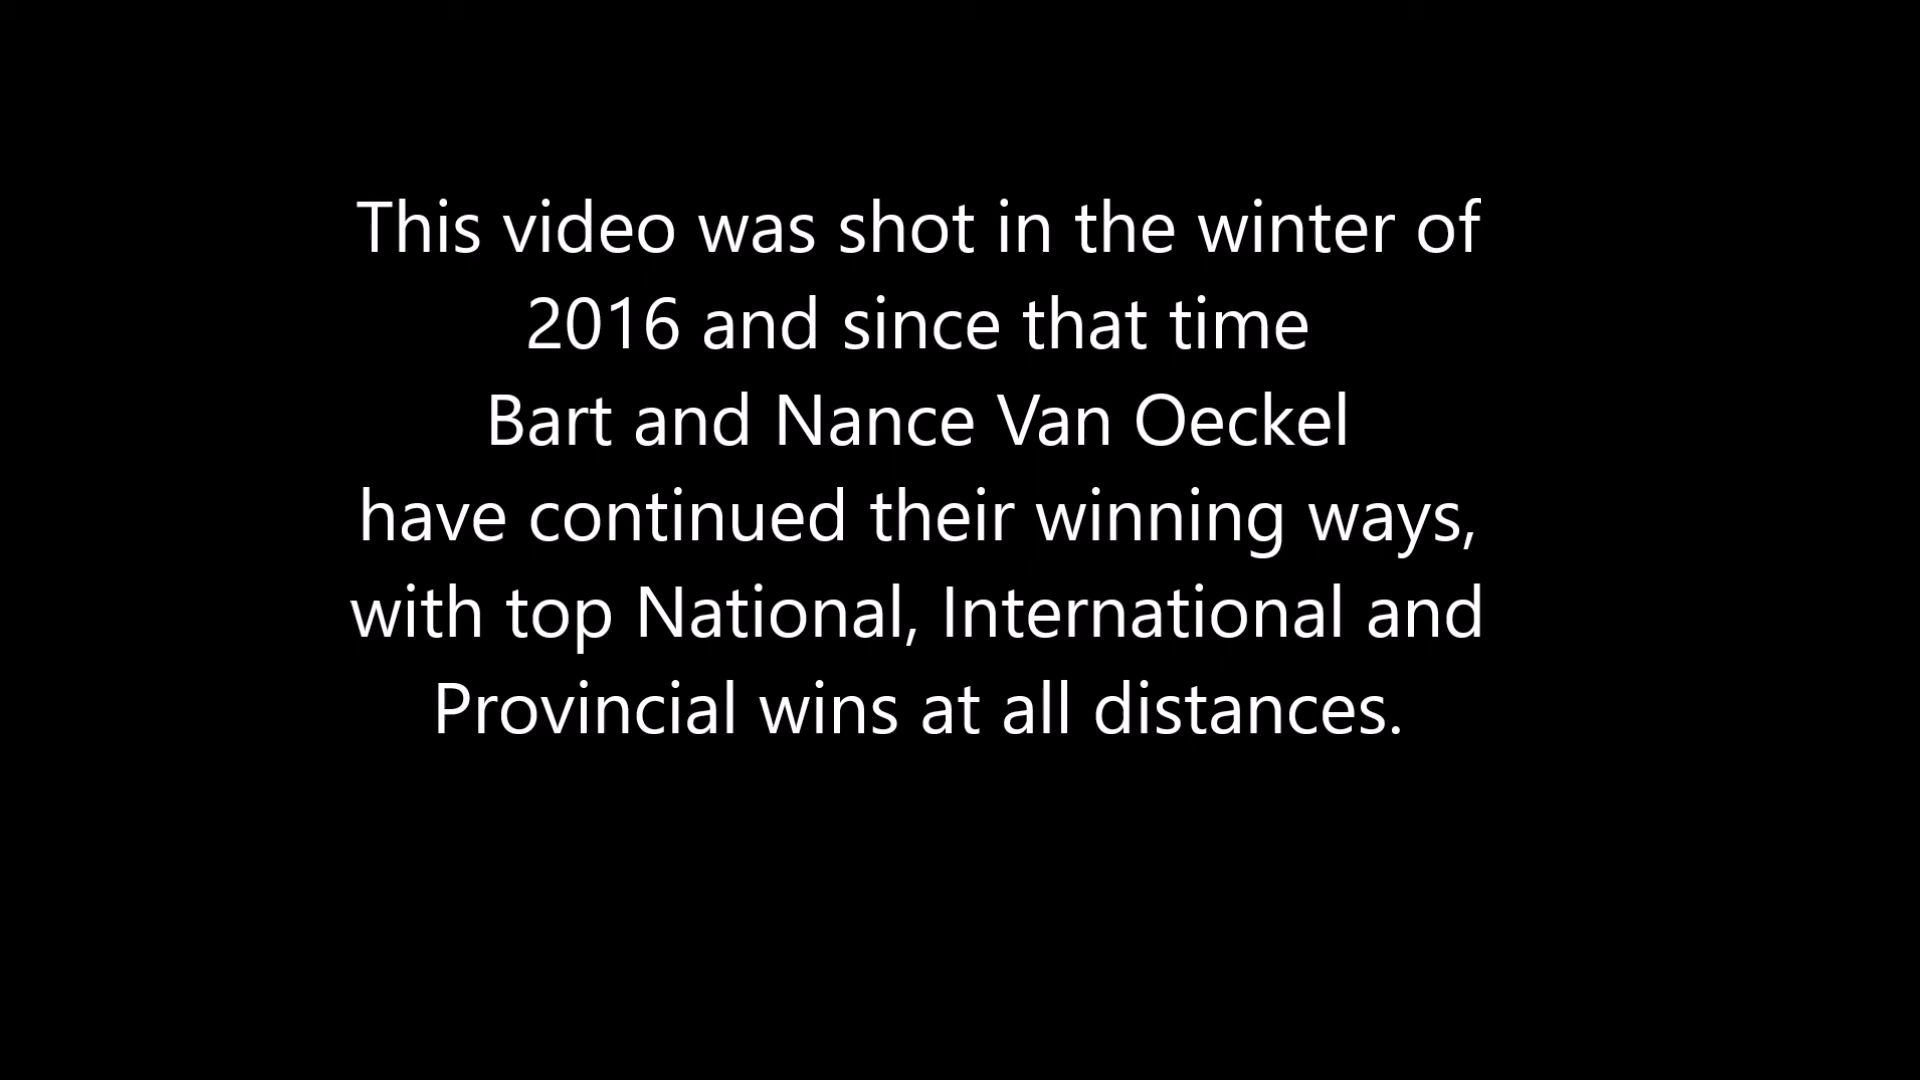 This video was shot in the winter of
2016 and since that time
Bart and Nance Van Oeckel
have continued their winning ways,
with top National, International and
Provincial wins at all distances.